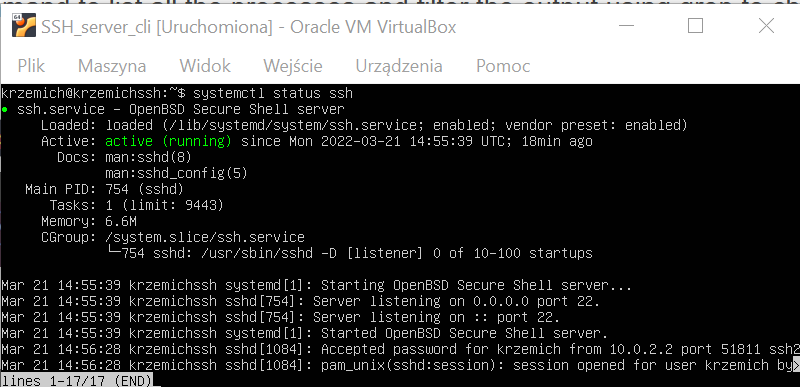 SSH_server_cli [Uruchomiona] - Oracle VM VirtualBox
Plik Maszyna Widok Wejście Urządzenia Pomoc
krzemich@krzemichssh:~$ systemctl status ssh
● ssh.service - OpenBSD Secure Shell server
Loaded: loaded (/lib/systemd/system/ssh.service; enabled; vendor preset: enabled)
Active: active (running) since Mon 2022-03-21 14:55:39 UTC; 18min ago
Docs: man:sshd(8)
man:sshd_config(5)
Main PID: 754 (sshd)
Tasks: 1 (limit: 9443)
Memory: 6.6M
CGroup: /system.slice/ssh.service
└─754 sshd: /usr/sbin/sshd -D [listener] 0 of 10-100 startups
Mar 21 14:55:39 krzemichssh systemd[1]: Starting OpenBSD Secure Shell server...
Mar 21 14:55:39 krzemichssh sshd[754]: Server listening on 0.0.0.0 port 22.
Mar 21 14:55:39 krzemichssh sshd[754]: Server listening on :: port 22.
Mar 21 14:55:39 krzemichssh systemd[1]: Started OpenBSD Secure Shell server.
Mar 21 14:56:28 krzemichssh sshd[1084]: Accepted password for krzemich from 10.0.2.2 port 51811 ssh2
Mar 21 14:56:28 krzemichssh sshd[1084]: pam_unix(sshd:session): session opened for user krzemich by>
lines 1-17/17 (END)